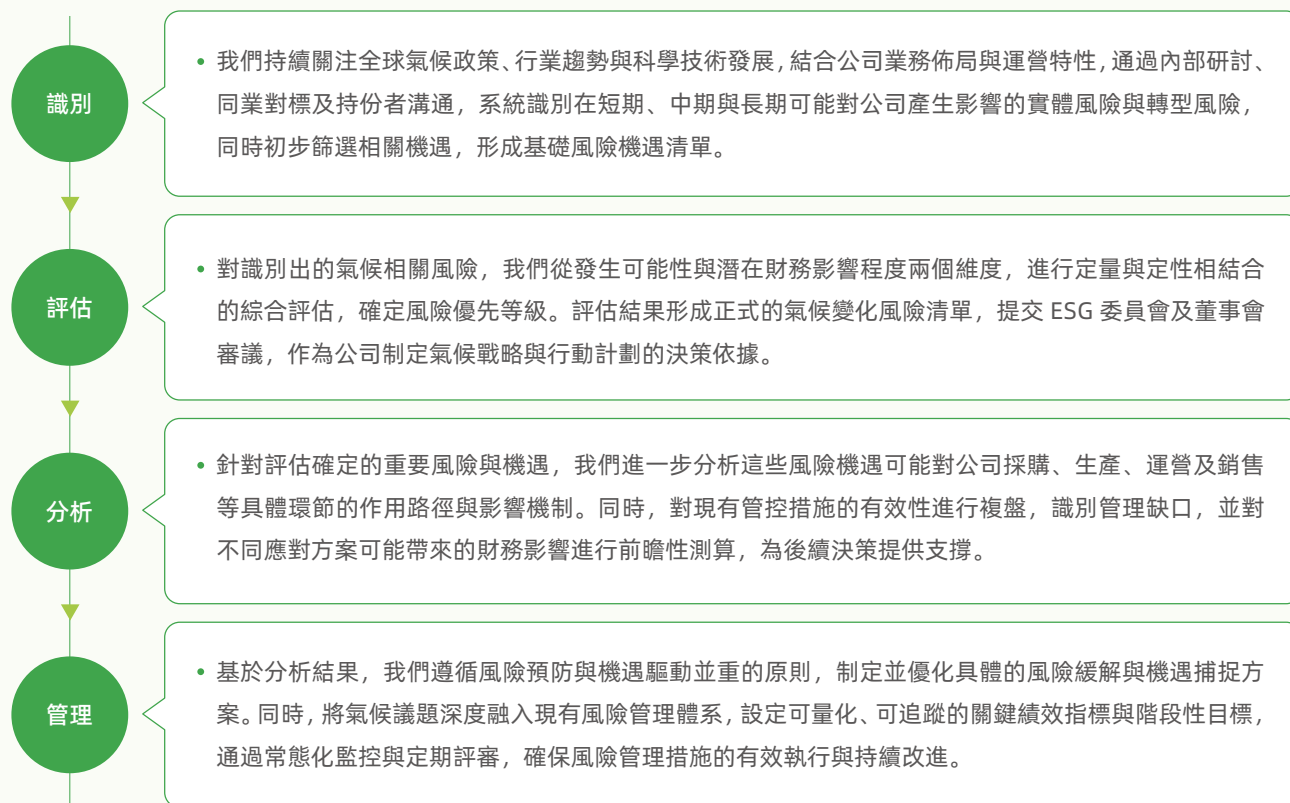 識別
• 我們持續關注全球氣候政策、行業趨勢與科學技術發展，結合公司業務佈局與運營特性，通過內部研討、
同業對標及持份者溝通，系統識別在短期、中期與長期可能對公司產生影響的實體風險與轉型風險，
同時初步篩選相關機遇，形成基礎風險機遇清單。
評估
• 對識別出的氣候相關風險，我們從發生可能性與潛在財務影響程度兩個維度，進行定量與定性相結合
的綜合評估，確定風險優先等級。評估結果形成正式的氣候變化風險清單，提交 ESG 委員會及董事會
審議，作為公司制定氣候戰略與行動計劃的決策依據。
分析
• 針對評估確定的重要風險與機遇，我們進一步分析這些風險機遇可能對公司採購、生產、運營及銷售
等具體環節的作用路徑與影響機制。同時，對現有管控措施的有效性進行複盤，識別管理缺口，並對
不同應對方案可能帶來的財務影響進行前瞻性測算，為後續決策提供支撐。
管理
• 基於分析結果，我們遵循風險預防與機遇驅動並重的原則，制定並優化具體的風險緩解與機遇捕捉方
案。同時，將氣候議題深度融入現有風險管理體系，設定可量化、可追蹤的關鍵績效指標與階段性目標，
通過常態化監控與定期評審，確保風險管理措施的有效執行與持續改進。